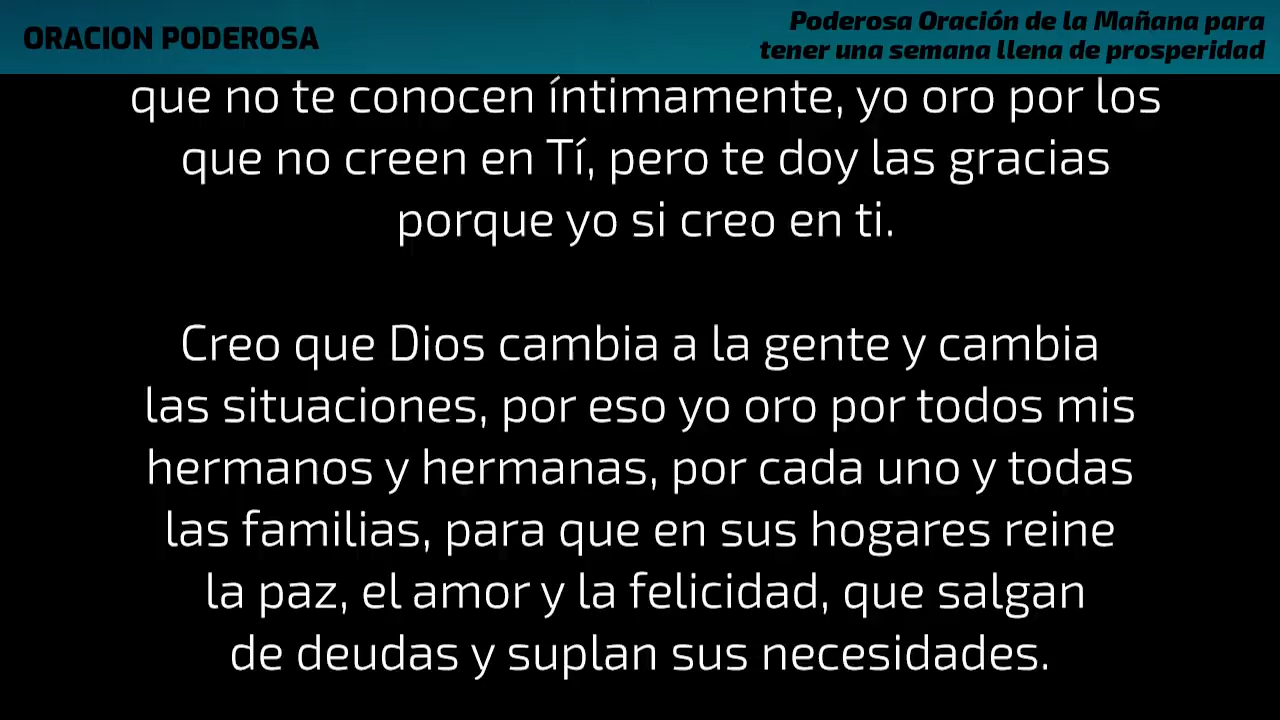 ORACION PODEROSA
Poderosa Oración de la Mañana para
tener una semana llena de prosperidad
que no te conocen íntimamente, yo oro por los
que no creen en Tí, pero te doy las gracias
porque yo si creo en ti.
Creo que Dios cambia a la gente y cambia
las situaciones, por eso yo oro por todos mis
hermanos y hermanas, por cada uno y todas
las familias, para que en sus hogares reine
la paz, el amor y la felicidad, que salgan
de deudas y suplan sus necesidades.